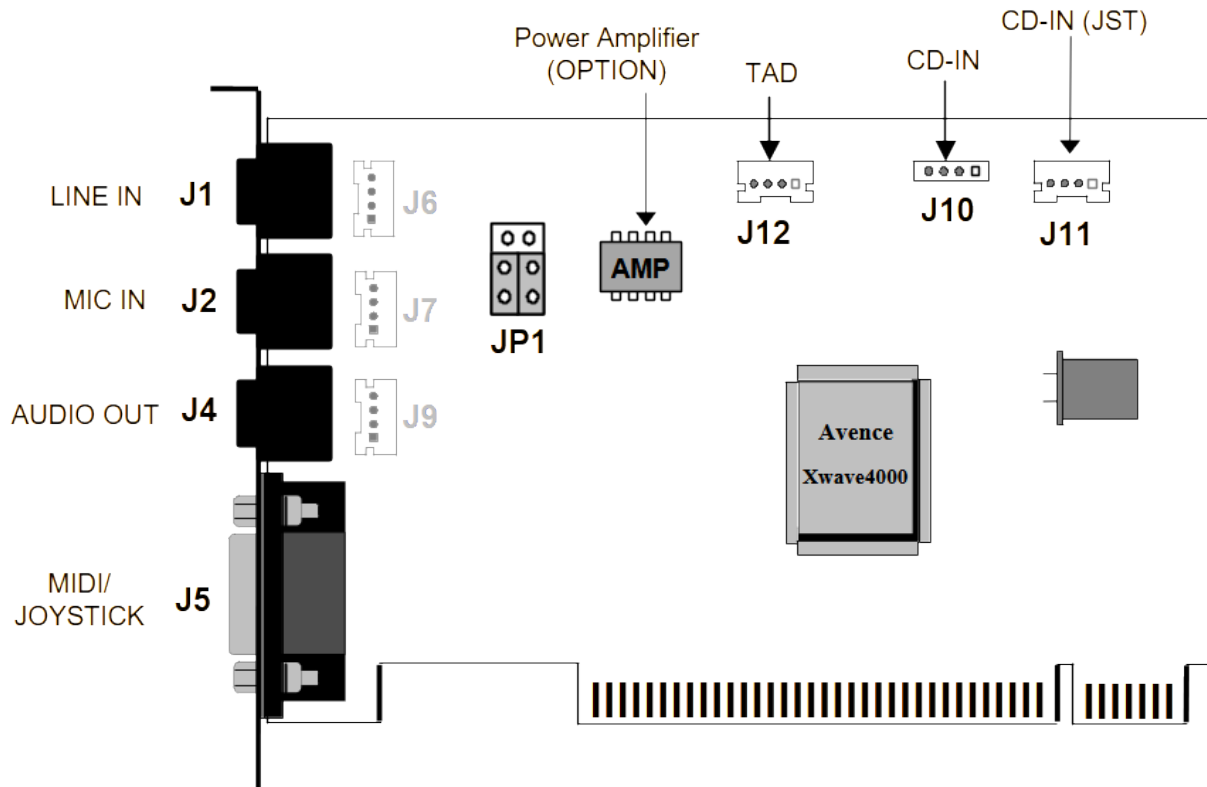 Power Amplifier
(OPTION)
TAD
CD-IN
CD-IN (JST)
LINE IN J1
J6
J12
J10
J11
AMP
MIC IN J2
J7
JP1
AUDIO OUT J4
J9
Avence
Xwave4000
MIDI/
JOYSTICK
J5